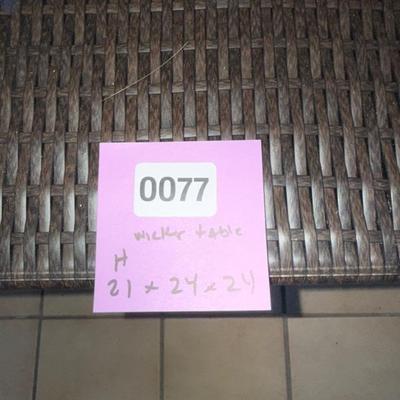 0077
wicker table
H
21 x 24 x 24